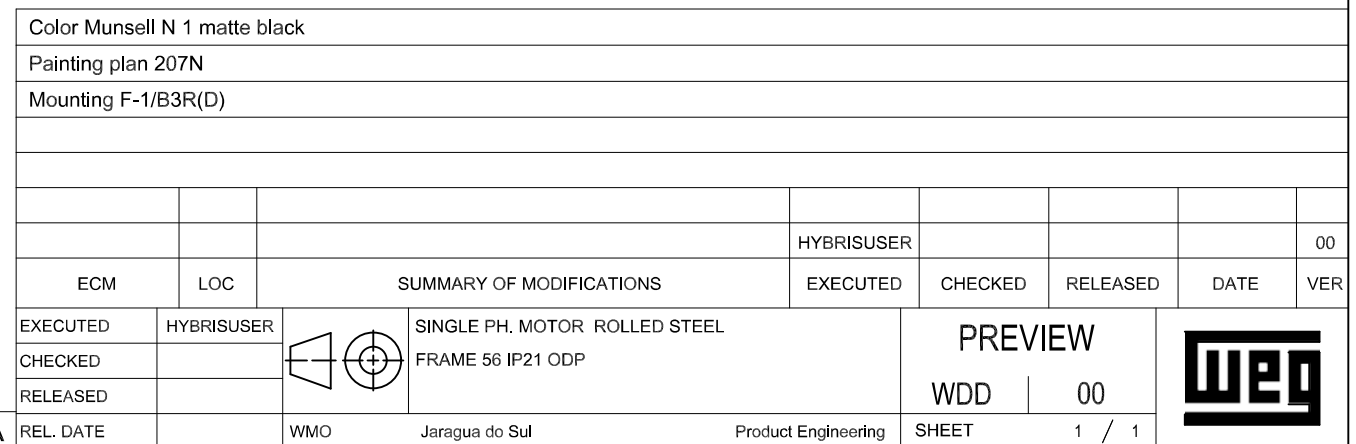 Color Munsell N 1 matte black
Painting plan 207N
Mounting F-1/B3R(D)
HYBRISUSER 00
ECM LOC SUMMARY OF MODIFICATIONS EXECUTED CHECKED RELEASED DATE VER
EXECUTED HYBRISUSER
CHECKED
RELEASED
A REL. DATE
SINGLE PH. MOTOR ROLLED STEEL
FRAME 56 IP21 ODP
WMO Jaragua do Sul Product Engineering
PREVIEW
WDD 00
SHEET 1 / 1
weg